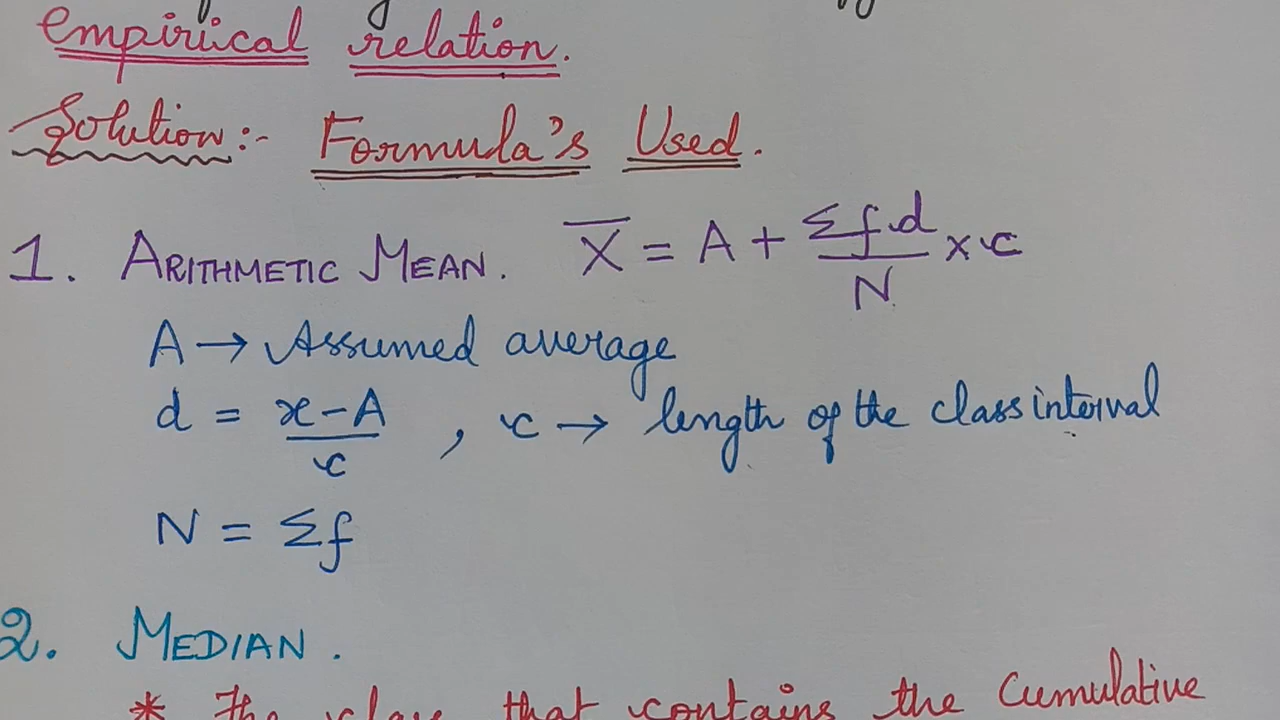 empirical relation.
Solution:- Formula's Used.
1. ARITHMETIC MEAN. X̄ = A + Σfd/N × c
A → Assumed average
d = x-A/c , c → length of the class interval
N = Σf
2. MEDIAN.
* The class that contains the Cumulative